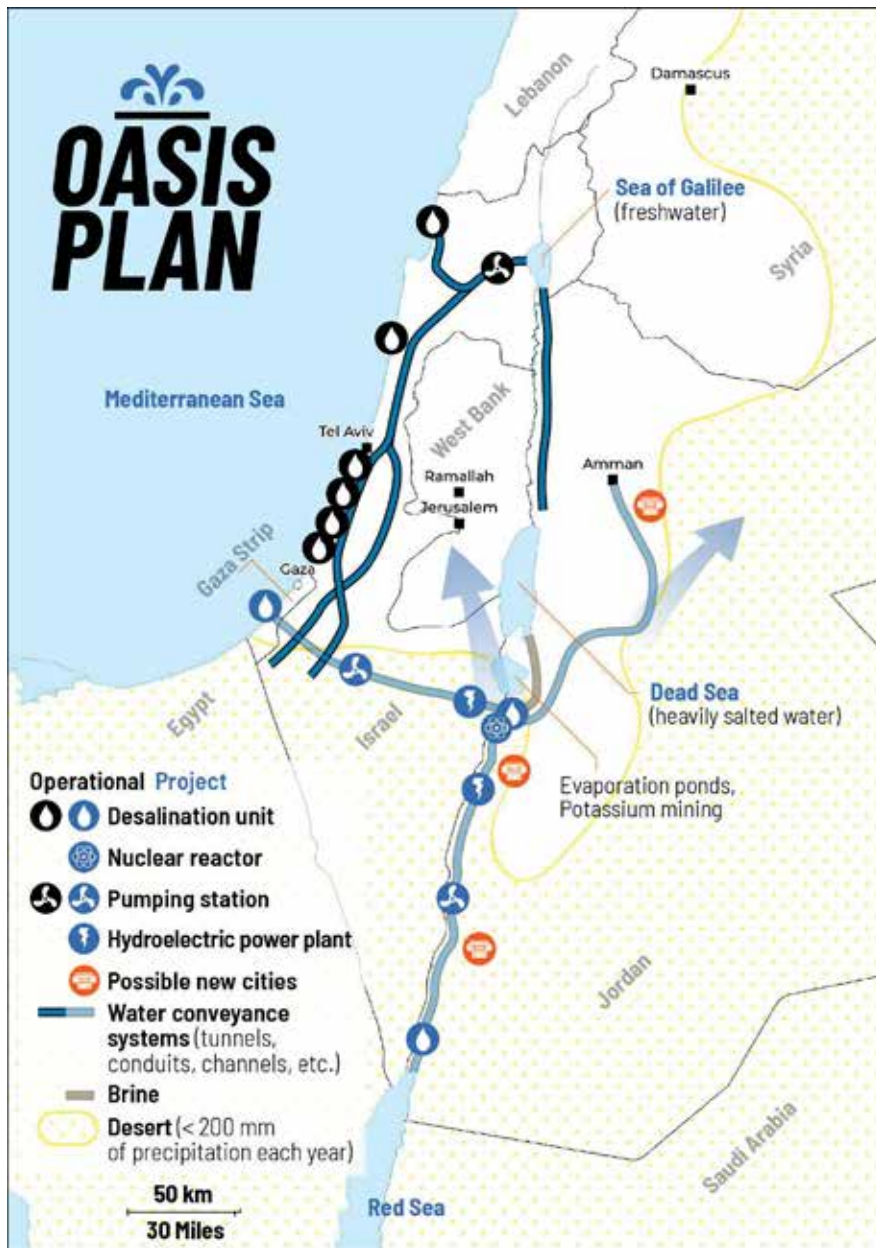 OASIS
PLAN
Lebanon
Damascus
Sea of Galilee
(freshwater)
Syria
Mediterranean Sea
West Bank
Tel Aviv
Ramallah
Jerusalem
Amman
Gaza Strip
Gaza
Egypt
Israel
Dead Sea
(heavily salted water)
Evaporation ponds,
Potassium mining
Operational Project
Desalination unit
Nuclear reactor
Pumping station
Hydroelectric power plant
Possible new cities
Water conveyance
systems (tunnels,
conduits, channels, etc.)
Brine
Desert (< 200 mm
of precipitation each year)
50 km
30 Miles
Jordan
Saudi Arabia
Red Sea